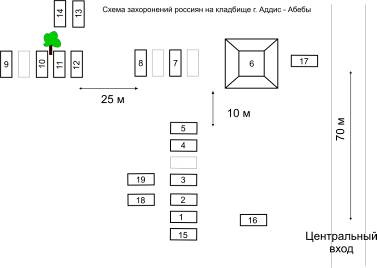 Схема захоронений россиян на кладбище г. Аддис - Абебы
14 13
9 10 11 12 8 7 6 17
25 м
10 м
70 м
5
4
19 3
18 2
1 16
15
Центральный
вход